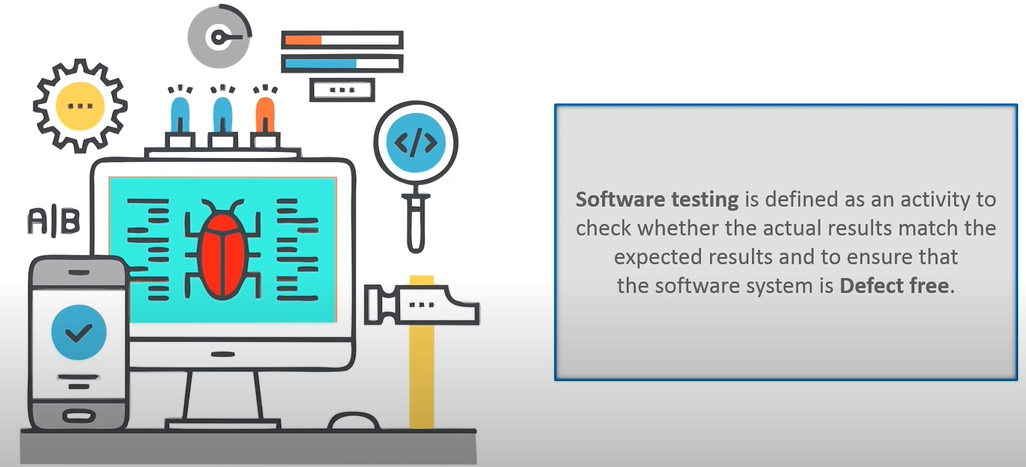 </>
A|B
Software testing is defined as an activity to
check whether the actual results match the
expected results and to ensure that
the software system is Defect free.